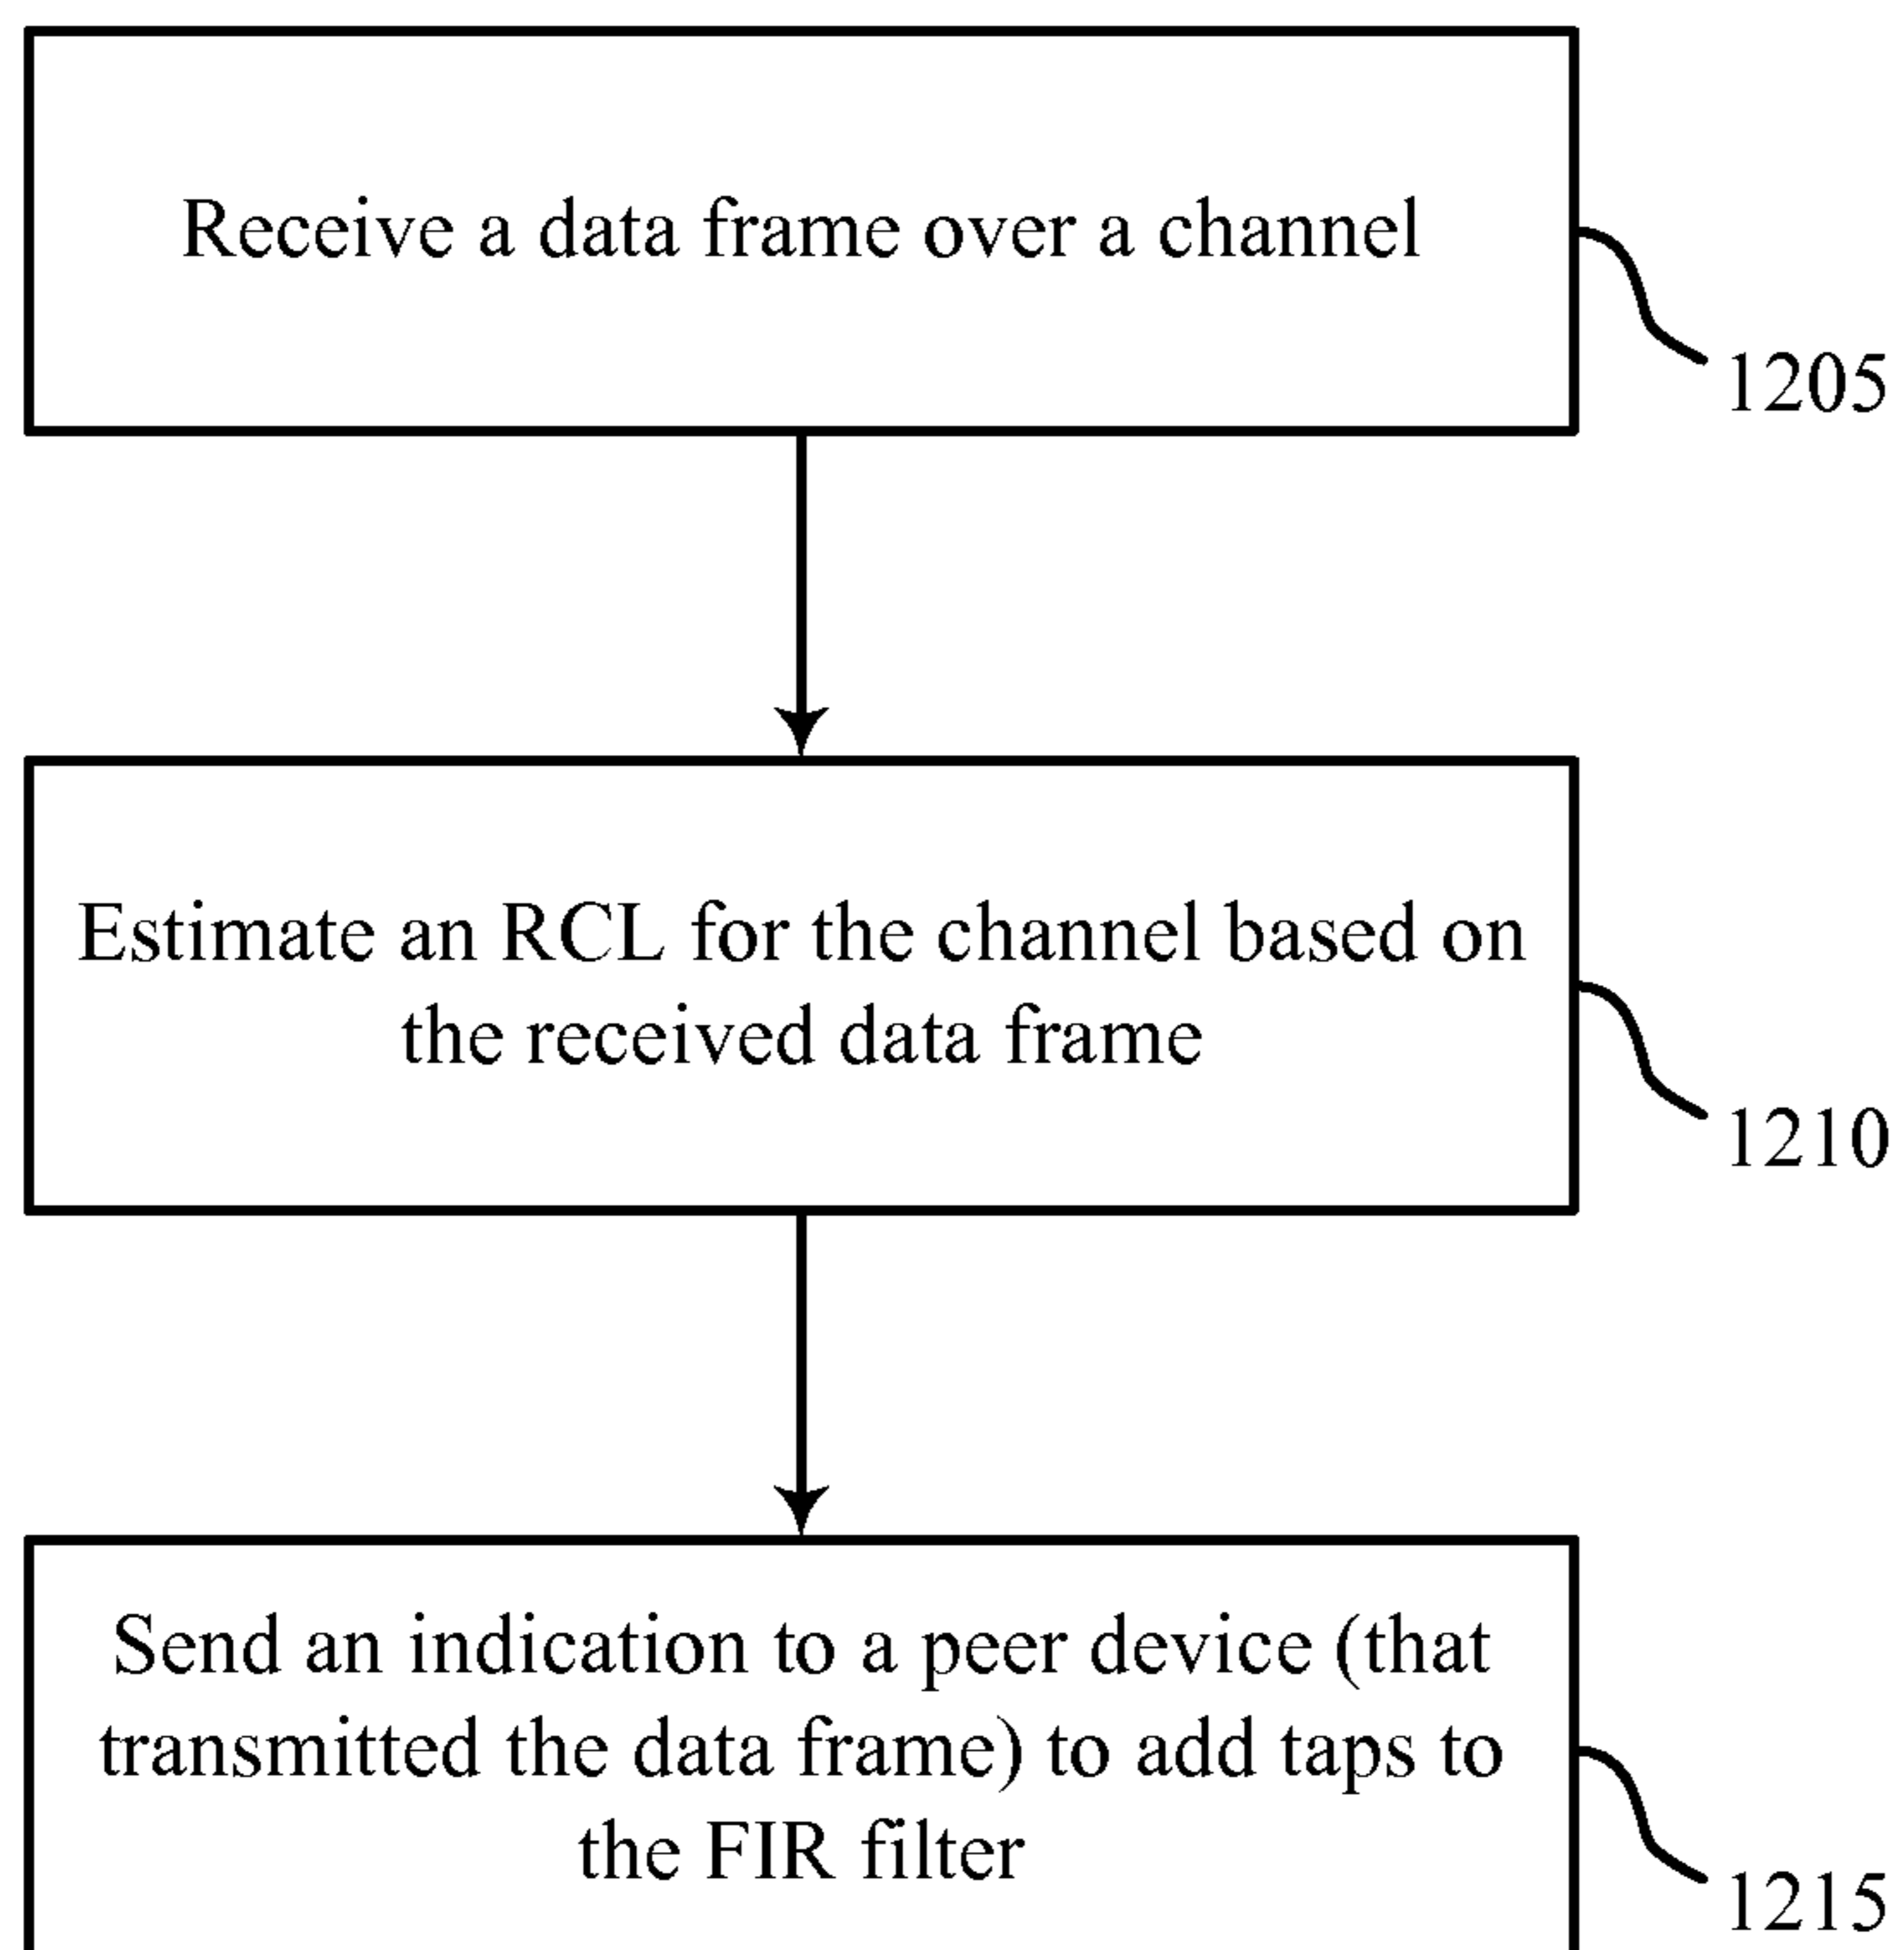 Receive a data frame over a channel
1205
Estimate an RCL for the channel based on
the received data frame
1210
Send an indication to a peer device (that
transmitted the data frame) to add taps to
the FIR filter
1215